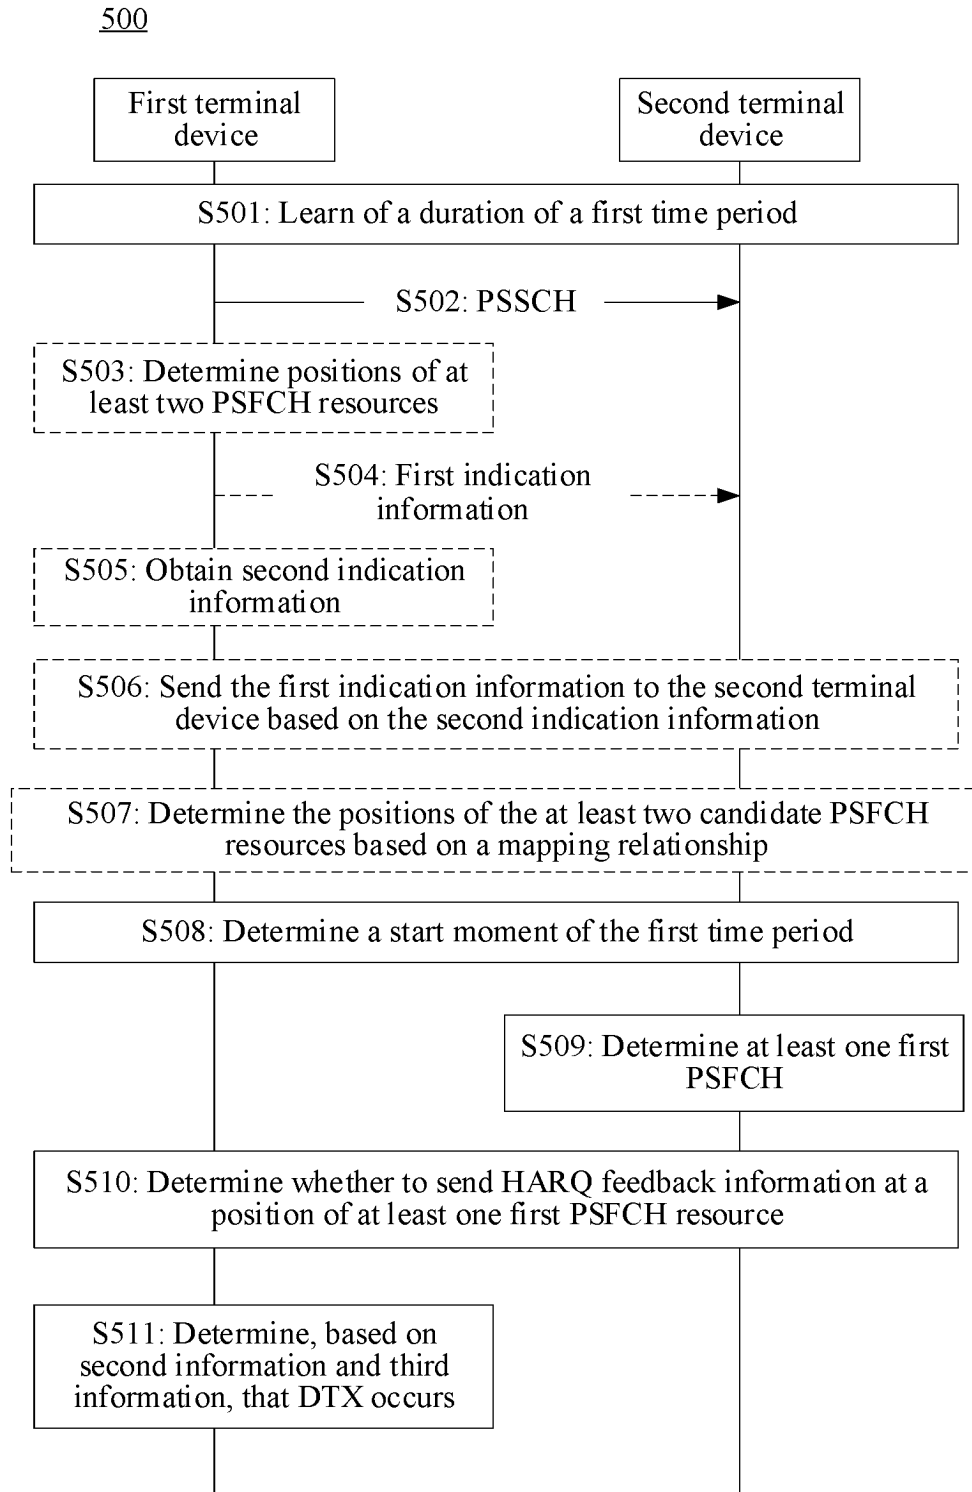 500
First terminal
device
Second terminal
device
S501: Learn of a duration of a first time period
S502: PSSCH
S503: Determine positions of at
least two PSFCH resources
S504: First indication
information
S505: Obtain second indication
information
S506: Send the first indication information to the second terminal
device based on the second indication information
S507: Determine the positions of the at least two candidate PSFCH
resources based on a mapping relationship
S508: Determine a start moment of the first time period
S509: Determine at least one first
PSFCH
S510: Determine whether to send HARQ feedback information at a
position of at least one first PSFCH resource
S511: Determine, based on
second information and third
information, that DTX occurs